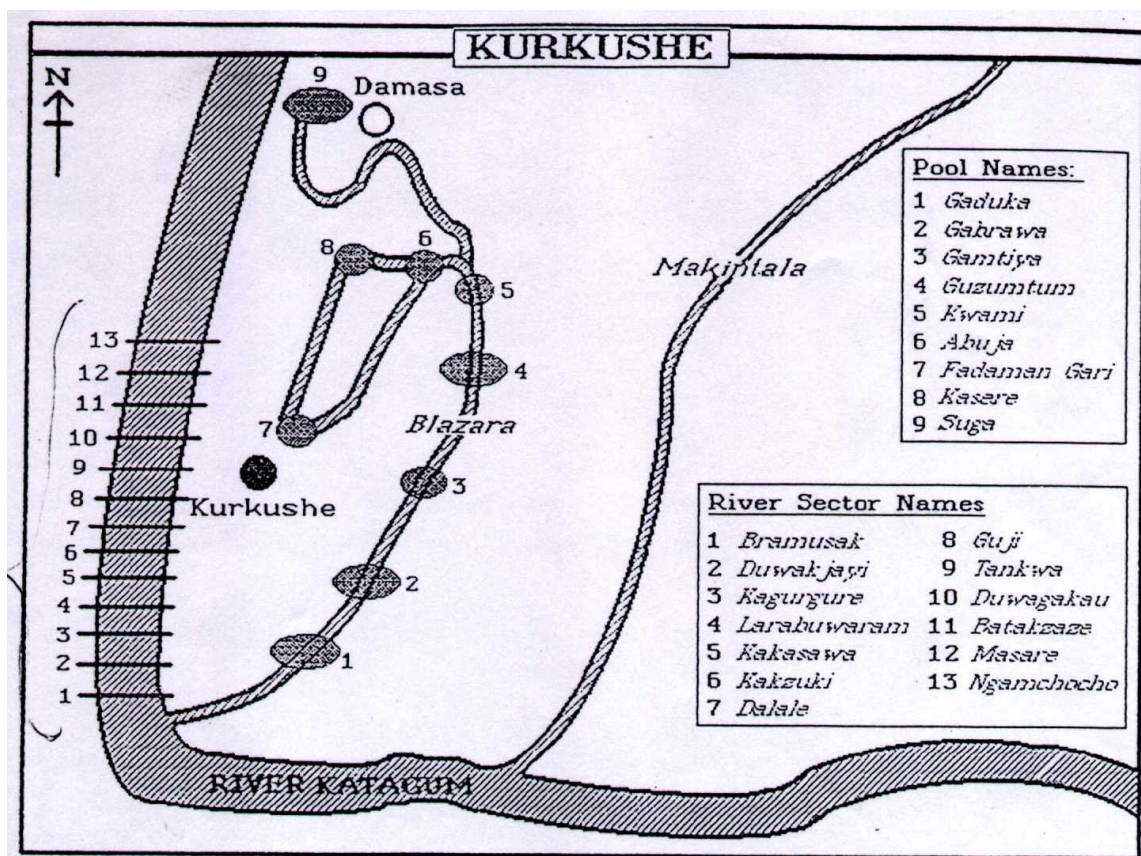 KURKUSHE
N
9
Damasa
8
6
5
Makintala
4
7
Blazara
3
Kurkushe
2
1
13
12
11
10
9
8
7
6
5
4
3
2
1
RIVER KATAGUM
Pool Names:
1 Gaduka
2 Gabrawa
3 Gamtiya
4 Guzumtum
5 Kwami
6 Abuja
7 Fadaman Gari
8 Kasere
9 Suga
River Sector Names
1 Bramusak
2 Duwakjayi
3 Kagurgure
4 Larabuwaram
5 Kakasawa
6 Kakzuki
7 Dalale
8 Guji
9 Tankwa
10 Duwagakau
11 Batakzaze
12 Masare
13 Ngamchocho